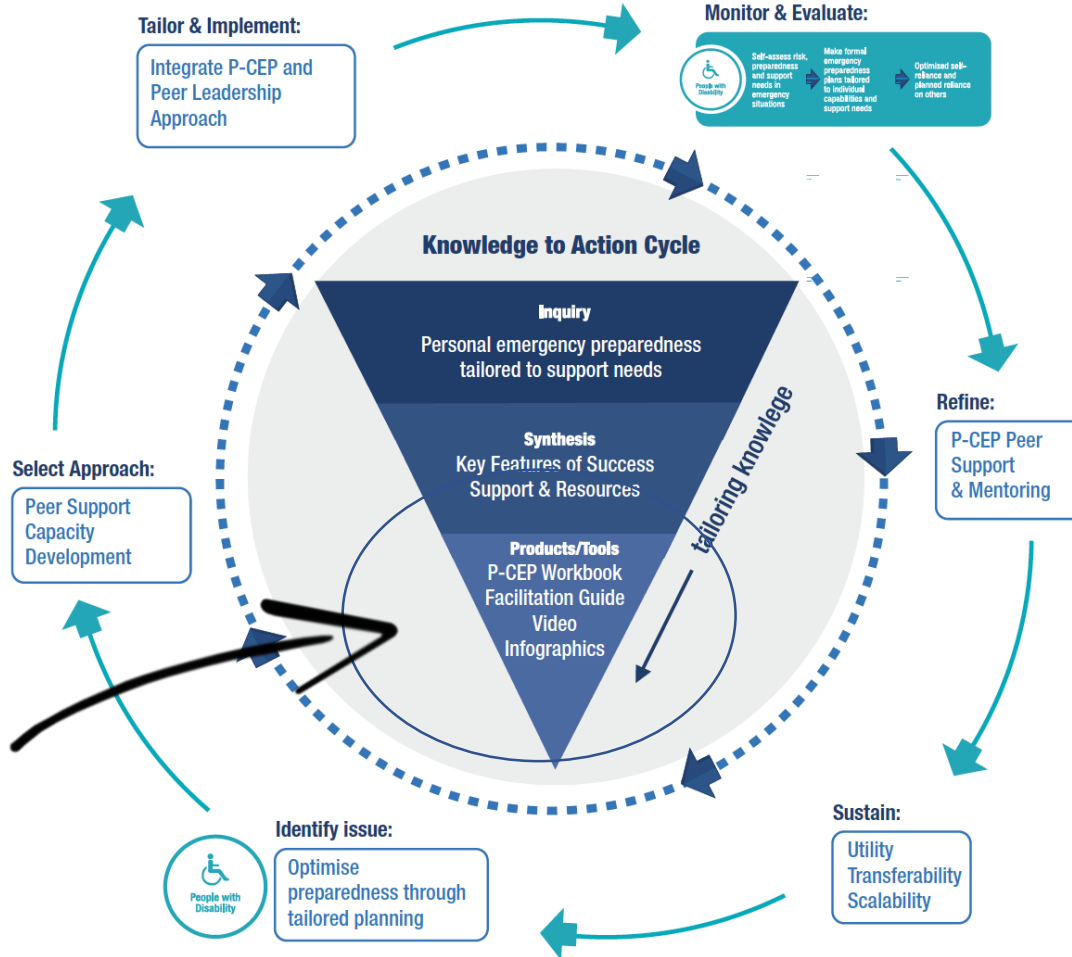 Tailor & Implement:
Integrate P-CEP and
Peer Leadership
Approach
Monitor & Evaluate:
People with
Disability
Self-assess risk,
preparedness
and support
needs in
emergency
situations
Make formal
emergency
preparedness
plans tailored
to individual
capabilities and
support needs
Optimised self-
reliance and
planned reliance
on others
Knowledge to Action Cycle
Inquiry
Personal emergency preparedness
tailored to support needs
Synthesis
Key Features of Success
Support & Resources
tailoring knowlege
Products/Tools
P-CEP Workbook
Facilitation Guide
Video
Infographics
Refine:
P-CEP Peer
Support
& Mentoring
Select Approach:
Peer Support
Capacity
Development
Sustain:
Utility
Transferability
Scalability
Identify issue:
People with
Disability
Optimise
preparedness through
tailored planning